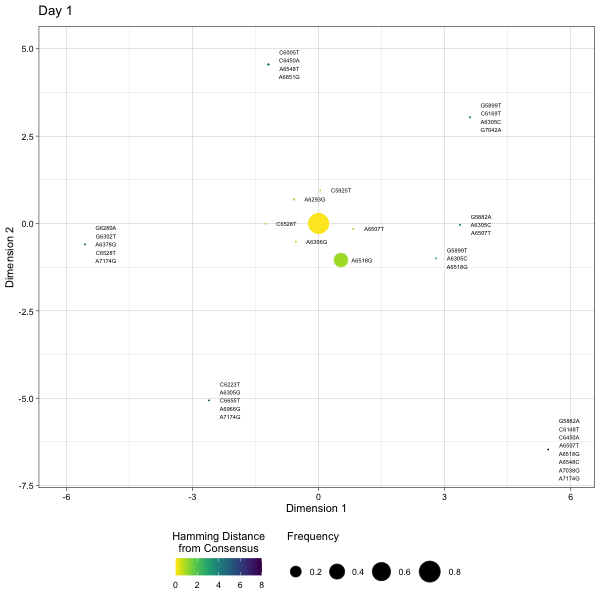 Day 1
C6005T
C6450A
A6548T
A6851G
G5899T
C6169T
A6305C
G7042A
C5925T
A6293G
C6528T
A6507T
A6306G
A6518G
G5882A
A6305C
A6507T
G5899T
A6305C
A6518G
G6280A
G6302T
A6378G
C6528T
A7174G
C6223T
A6305G
C6655T
A6966G
A7174G
G5882A
C6148T
C6450A
A6507T
A6518G
A6548C
A7038G
A7174G
5.0
2.5
0.0
-2.5
-5.0
-7.5
Dimension 2
-6
-3
0
3
6
Dimension 1
Hamming Distance
from Consensus
0 2 4 6 8
Frequency
0.2 0.4 0.6 0.8